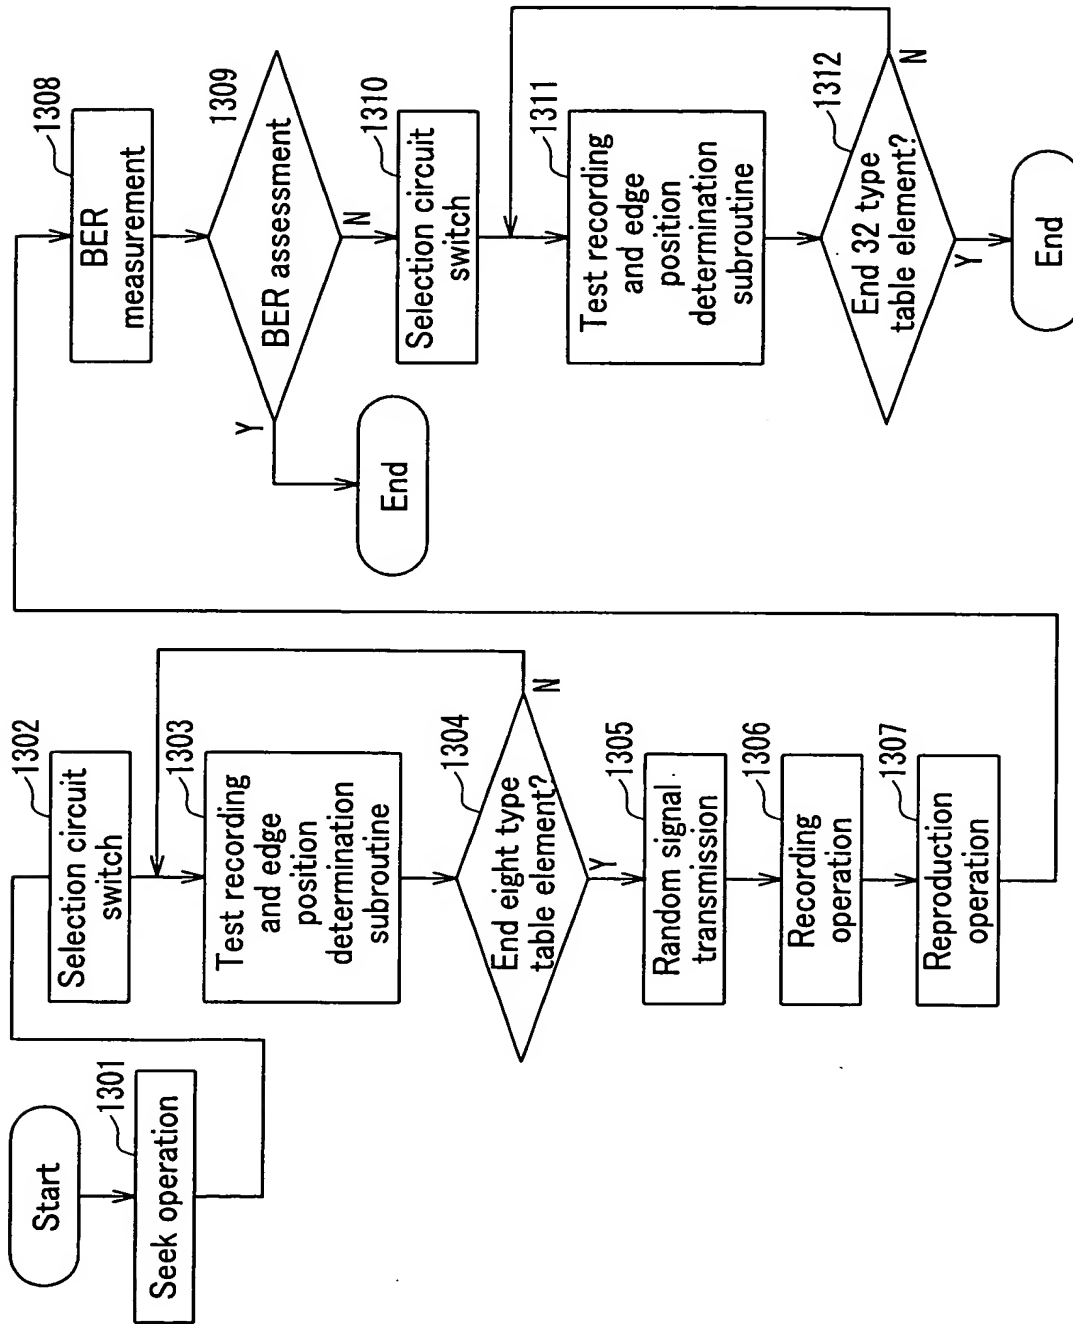 Start
1301
Seek operation
1302
Selection circuit
switch
1303
Test recording
and edge
position
determination
subroutine
1304
End eight type
table element?
N
Y
1305
Random signal
transmission
1306
Recording
operation
1307
Reproduction
operation
1308
BER
measurement
1309
BER assessment
Y
N
End
1310
Selection circuit
switch
1311
Test recording
and edge
position
determination
subroutine
1312
End 32 type
table element?
N
Y
End